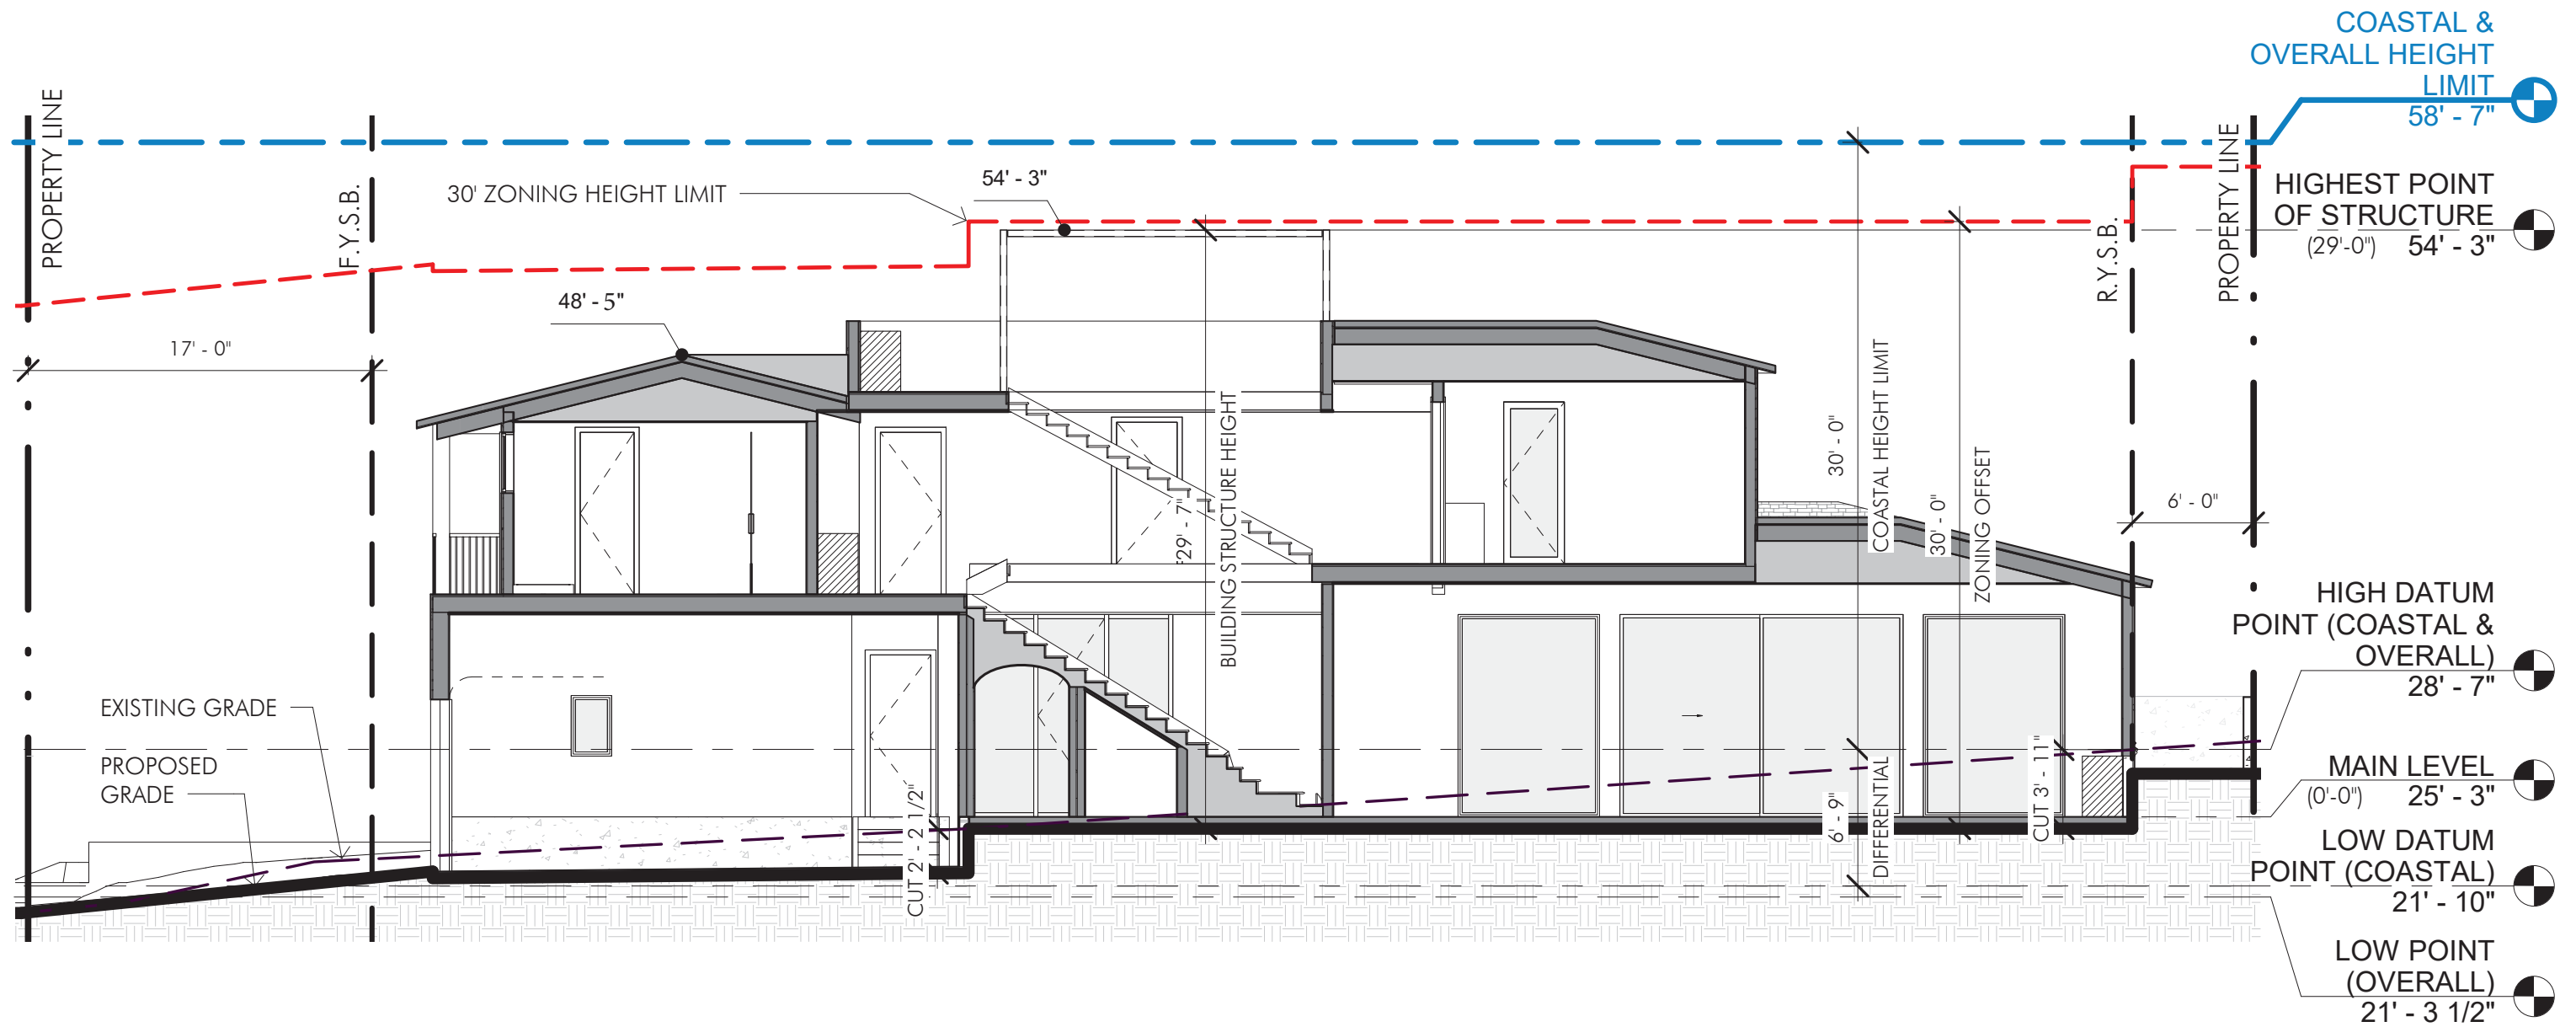 COASTAL &
OVERALL HEIGHT
LIMIT
58' - 7"
PROPERTY LINE
F.Y.S.B.
30' ZONING HEIGHT LIMIT
54' - 3"
PROPERTY LINE
HIGHEST POINT
OF STRUCTURE
(29'-0") 54' - 3"
R.Y.S.B.
48' - 5"
17' - 0"
BUILDING STRUCTURE HEIGHT
29' - 7"
30' - 0"
COASTAL HEIGHT LIMIT
30' - 0"
ZONING OFFSET
6' - 0"
HIGH DATUM
POINT (COASTAL &
OVERALL)
28' - 7"
EXISTING GRADE
PROPOSED
GRADE
CUT 2' - 2 1/2"
6' - 9"
DIFFERENTIAL
CUT 3' - 11"
MAIN LEVEL
(0'-0") 25' - 3"
LOW DATUM
POINT (COASTAL)
21' - 10"
LOW POINT
(OVERALL)
21' - 3 1/2"